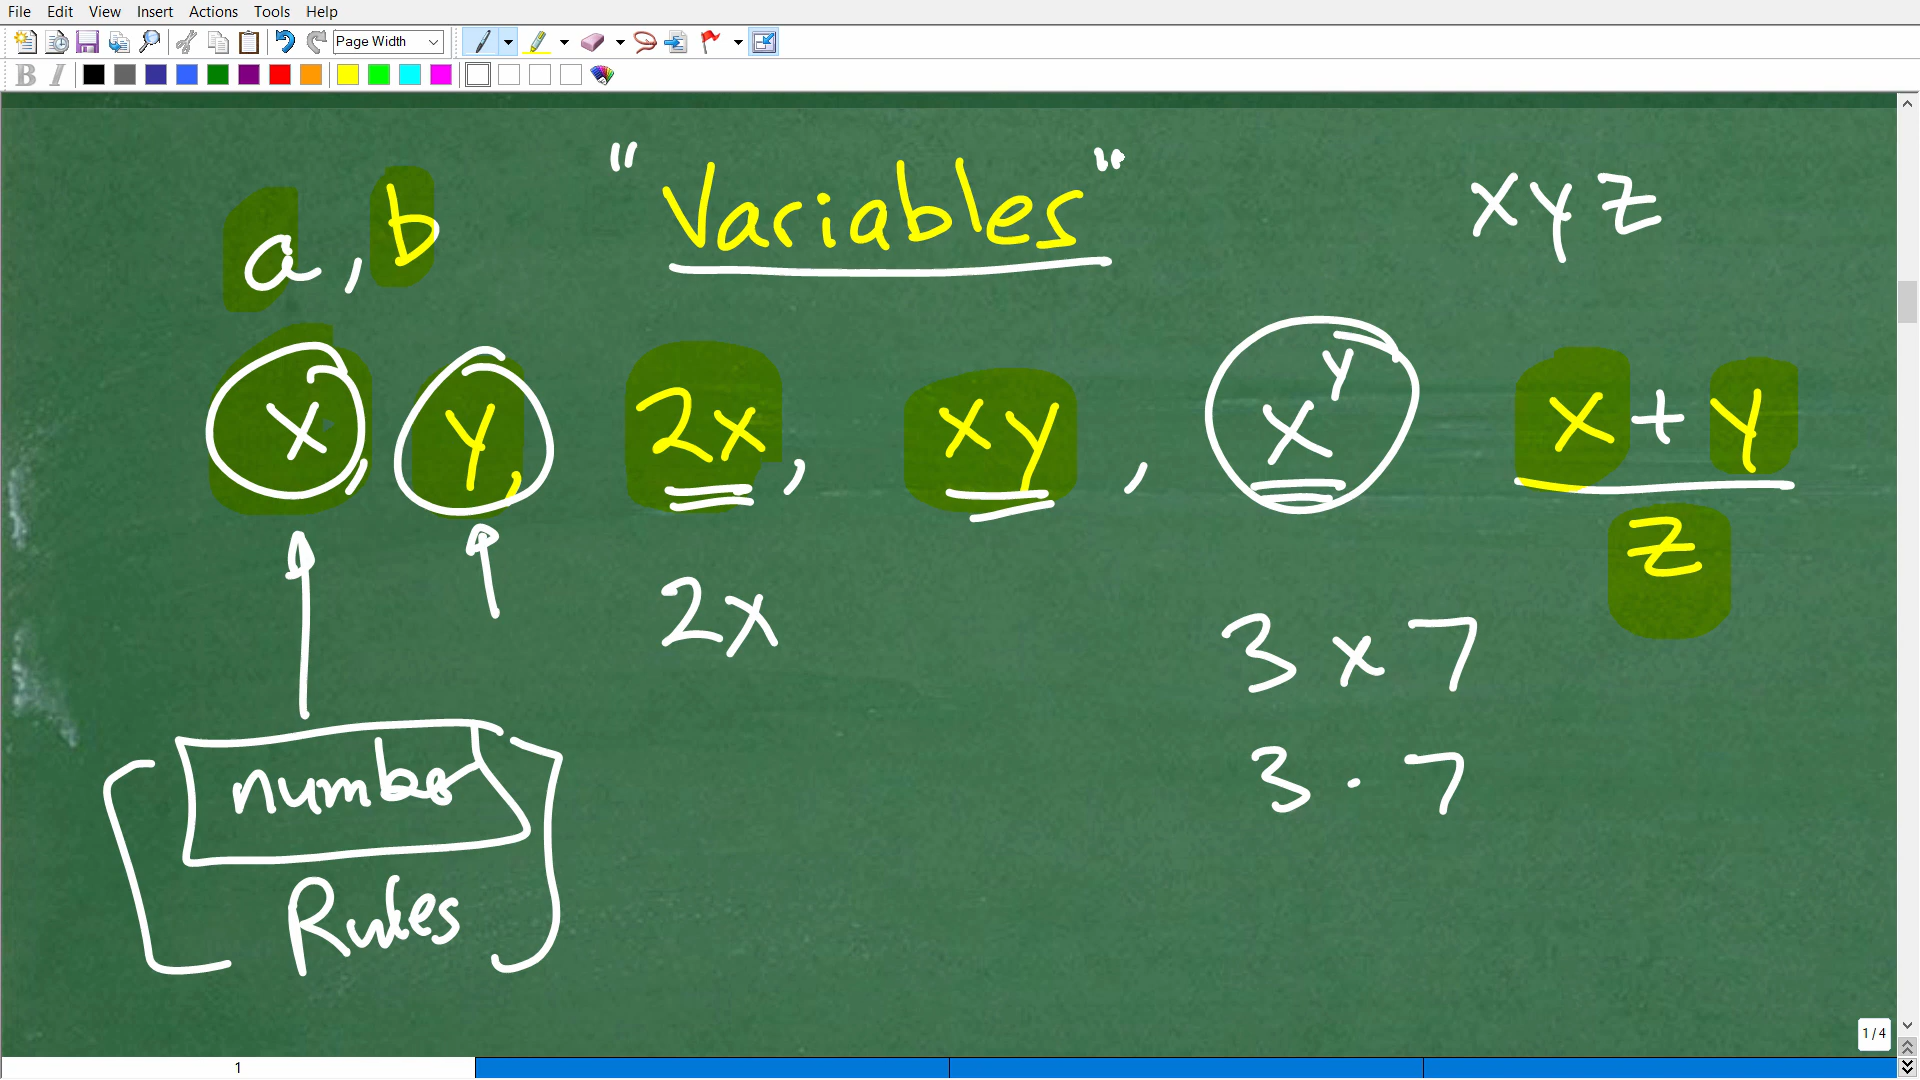 File Edit View Insert Actions Tools Help
Page Width
B I
"Variables"
a, b
xyz
x, y, 2x, xy, x^y
x + y
z
2x
3 x 7
3 · 7
number
Rules
1 / 4
1